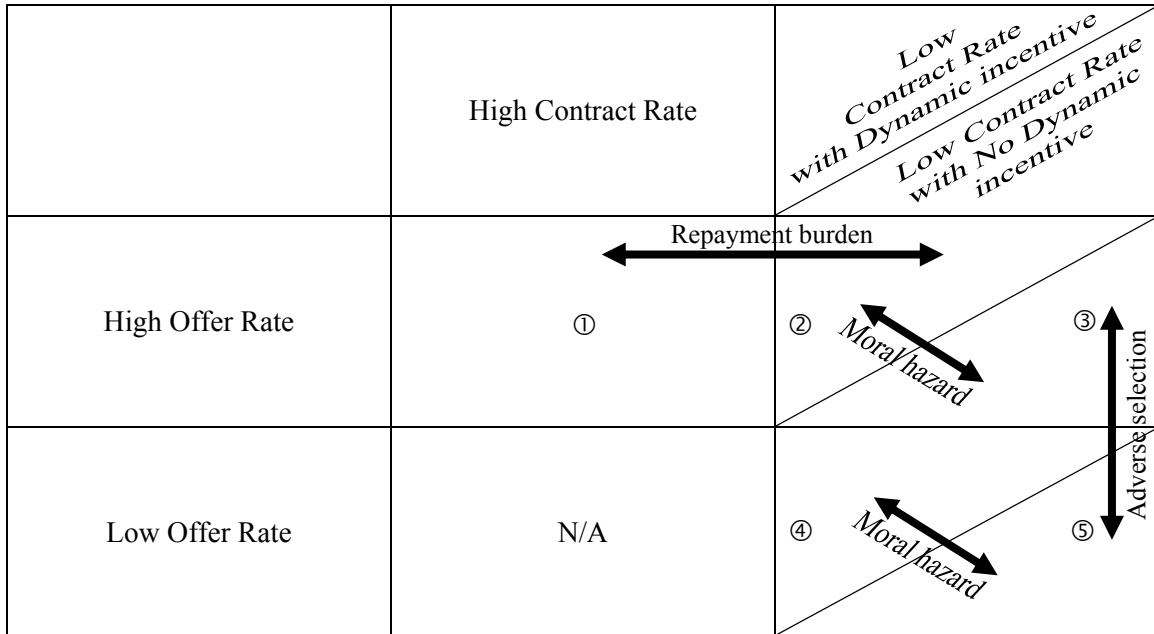 High Contract Rate
Low
Contract Rate
with Dynamic incentive
Low Contract Rate
with No Dynamic
incentive
Repayment burden
High Offer Rate
①
②
Moral hazard
③
Adverse selection
Low Offer Rate
N/A
④
Moral hazard
⑤